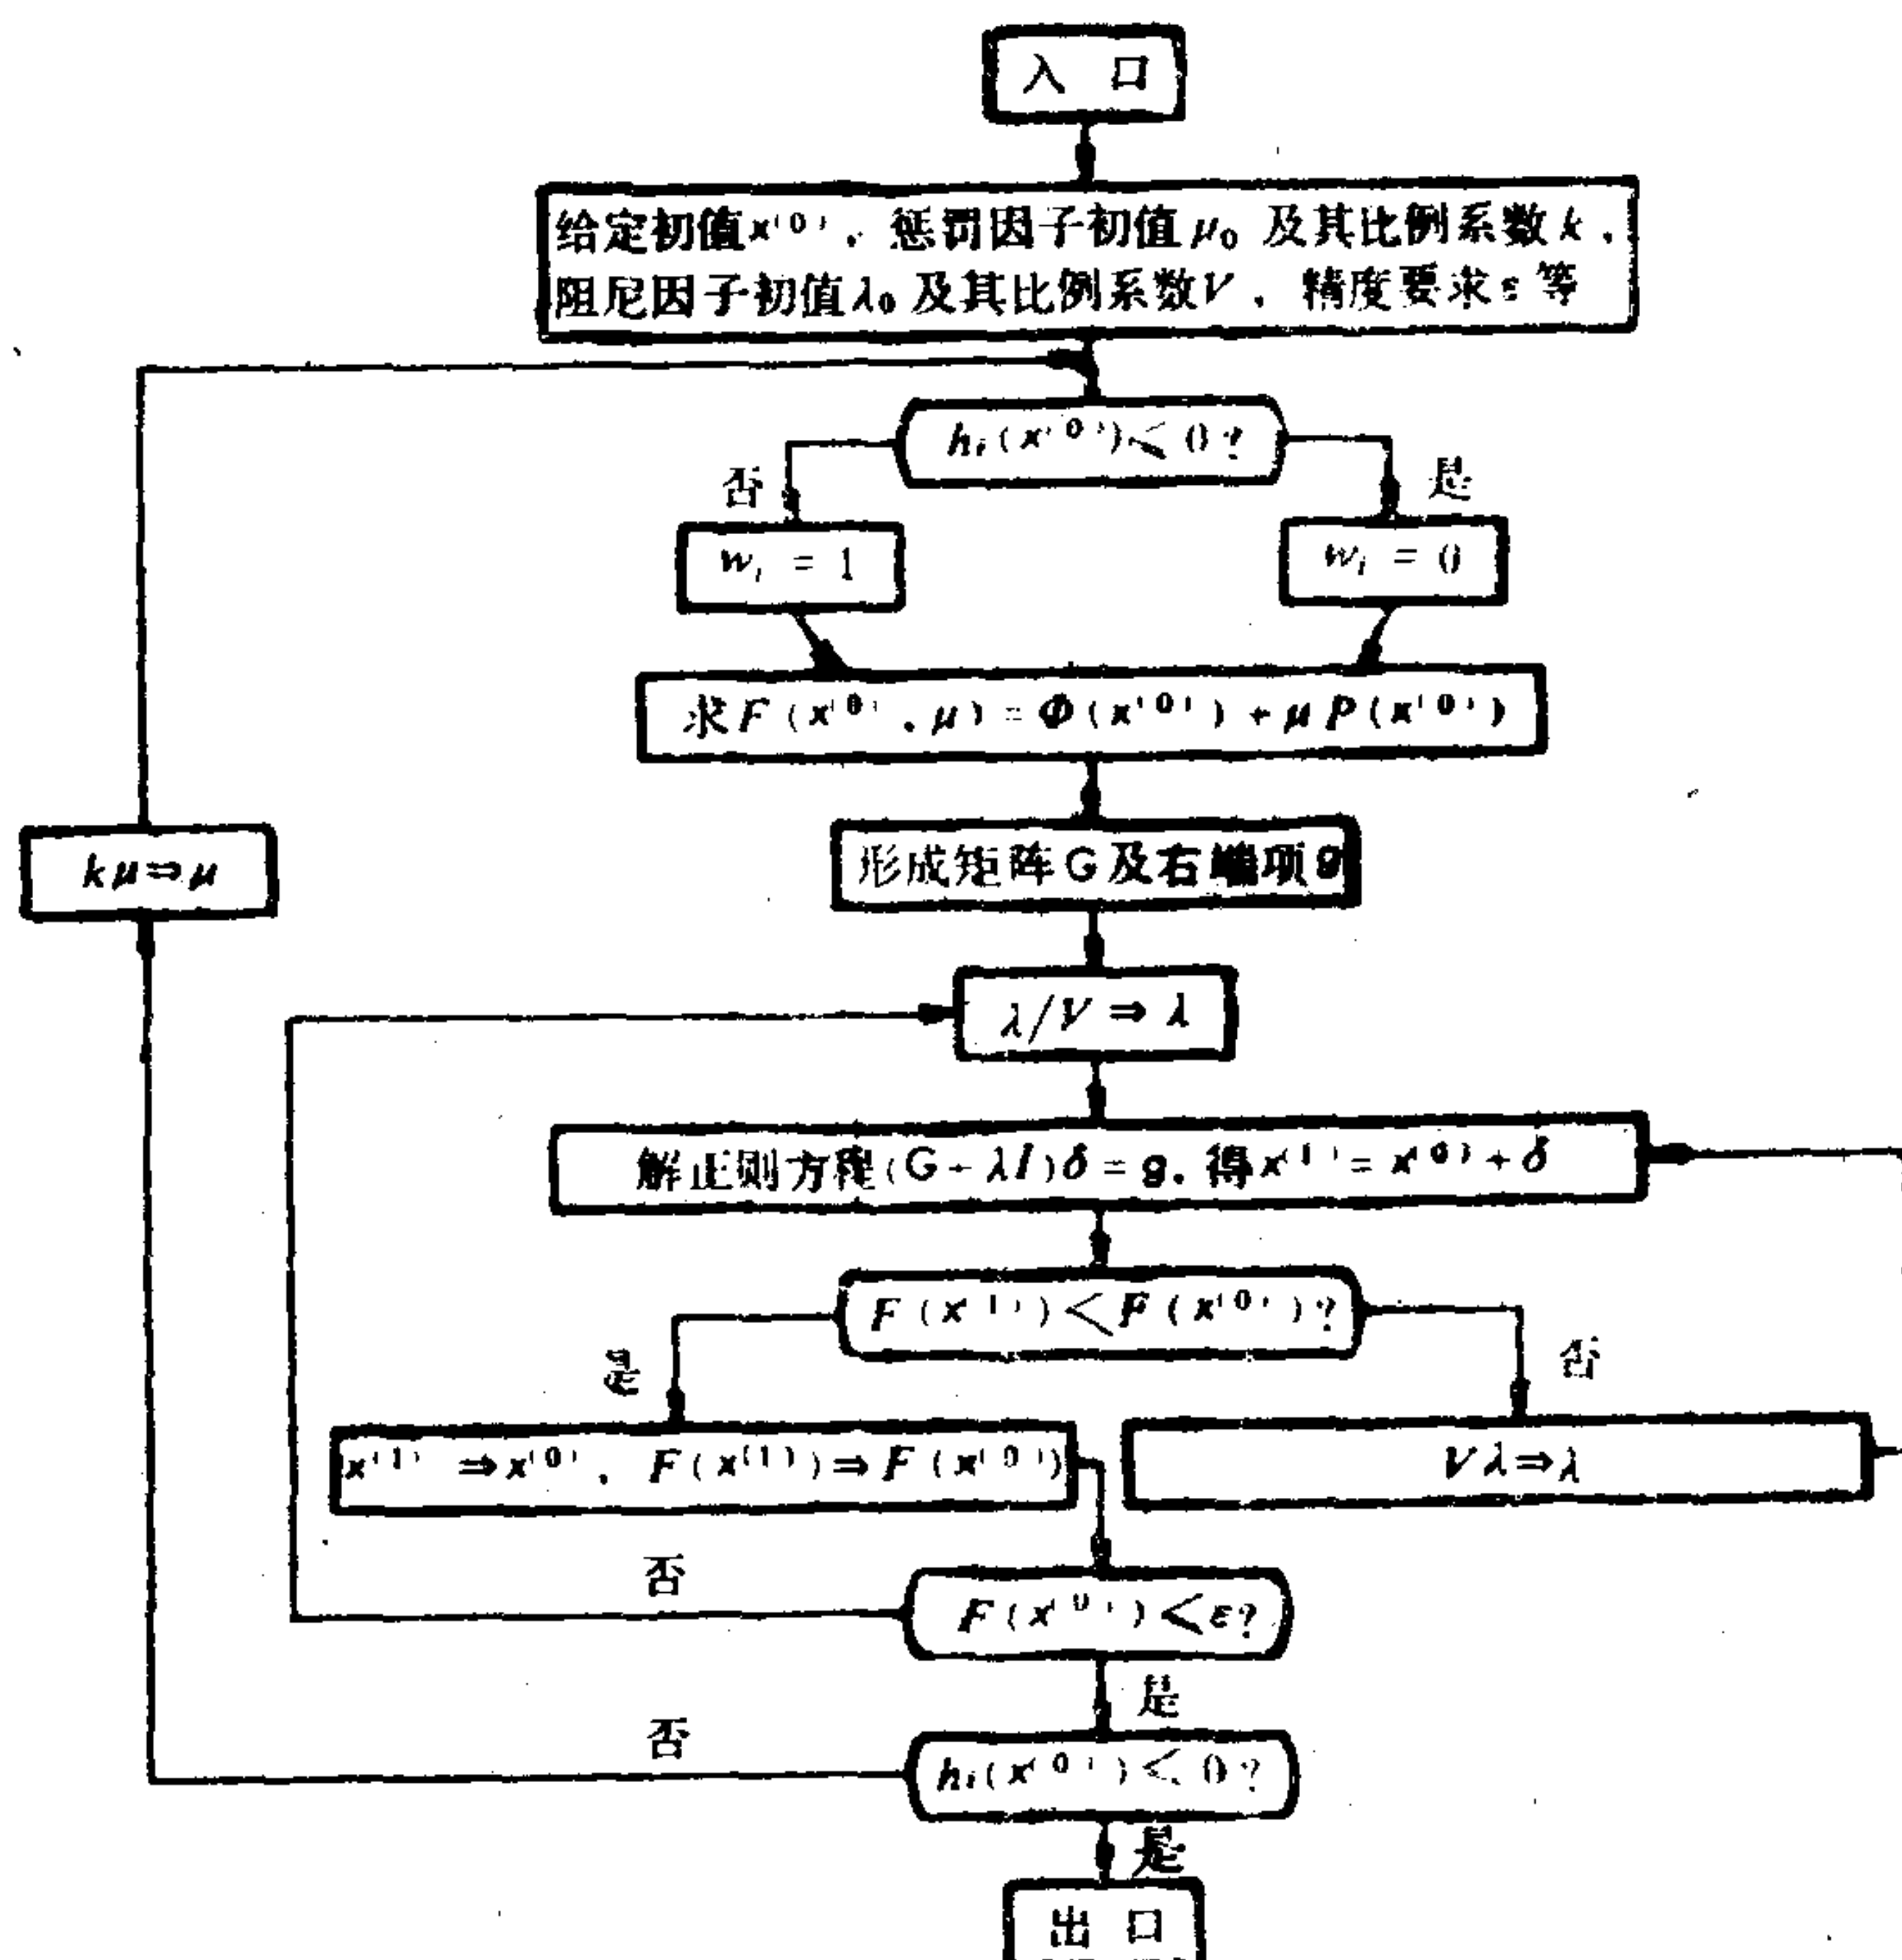 入 口
给定初值x⁽⁰⁾,惩罚因子初值μ₀及其比例系数k,
阻尼因子初值λ₀及其比例系数V,精度要求ε等
hᵢ(x⁽⁰⁾)≤0?
否
是
wᵢ = 1
wᵢ = 0
求F(x⁽⁰⁾,μ)=Φ(x⁽⁰⁾)+μP(x⁽⁰⁾)
kμ⇒μ
形成矩阵G及右端项g
λ/V⇒λ
解正则方程(G-λI)δ=g,得x⁽¹⁾=x⁽⁰⁾+δ
F(x⁽¹⁾)<F(x⁽⁰⁾)?
是
否
x⁽¹⁾⇒x⁽⁰⁾,F(x⁽¹⁾)⇒F(x⁽⁰⁾)
Vλ⇒λ
否
F(x⁽⁰⁾)<ε?
是
否
hᵢ(x⁽⁰⁾)≤0?
是
出 口